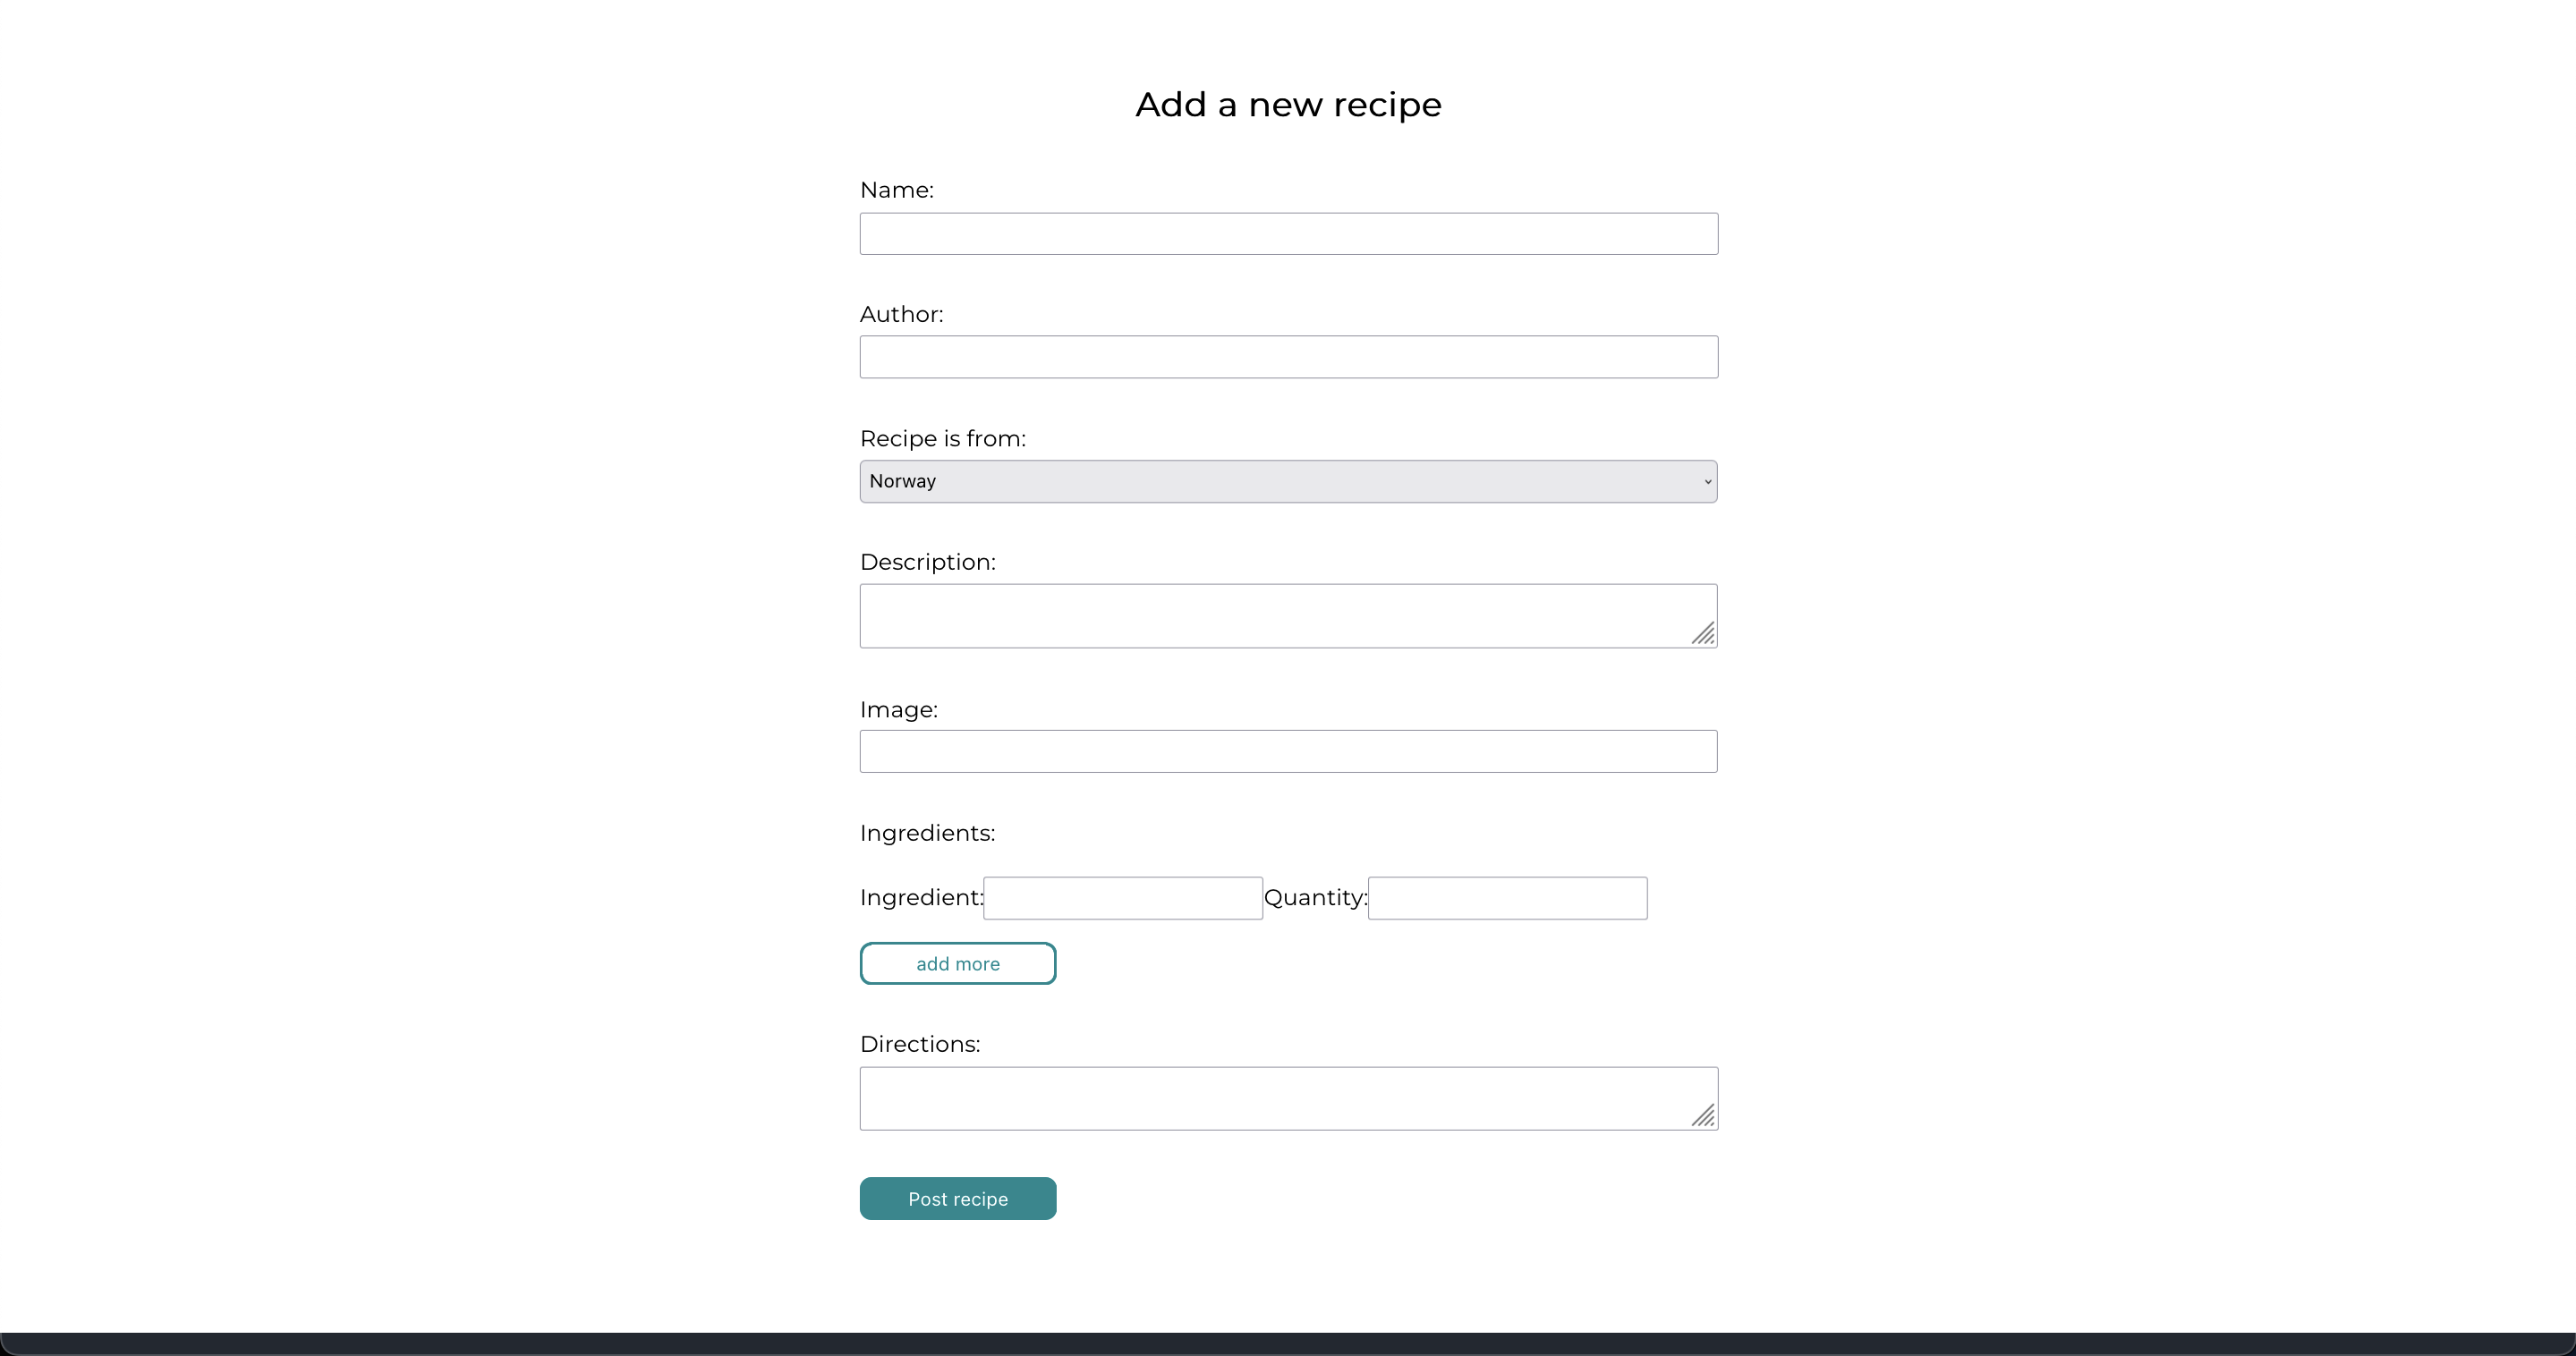 Add a new recipe
Name:
Author:
Recipe is from:
Norway
Description:
Image:
Ingredients:
Ingredient: Quantity:
add more
Directions:
Post recipe